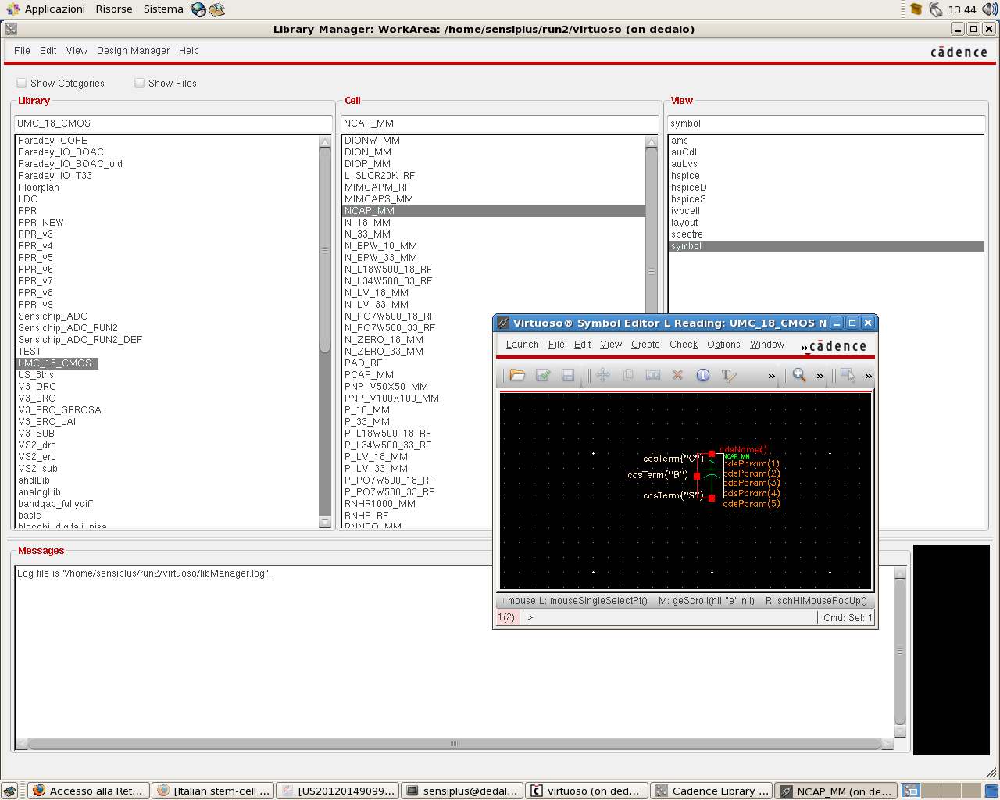 Applicazioni Risorse Sistema 13.44
Library Manager: WorkArea: /home/sensiplus/run2/virtuoso (on dedalo)
File Edit View Design Manager Help cādence
Show Categories Show Files
Library
UMC_18_CMOS
Faraday_CORE
Faraday_IO_BOAC
Faraday_IO_BOAC_old
Faraday_IO_T33
Floorplan
LDO
PPR
PPR_NEW
PPR_v3
PPR_v4
PPR_v5
PPR_v6
PPR_v7
PPR_v8
PPR_v9
Sensichip_ADC
Sensichip_ADC_RUN2
Sensichip_ADC_RUN2_DEF
TEST
UMC_18_CMOS
US_8ths
V3_DRC
V3_ERC
V3_ERC_GEROSA
V3_ERC_LAI
V3_SUB
VS2_drc
VS2_erc
VS2_sub
ahdlLib
analogLib
bandgap_fullydiff
basic
blocchi_digitali_pisa
Cell
NCAP_MM
DIONW_MM
DION_MM
DIOP_MM
L_SLCR20K_RF
MIMCAPM_RF
MIMCAPS_MM
NCAP_MM
N_18_MM
N_33_MM
N_BPW_18_MM
N_BPW_33_MM
N_L18W500_18_RF
N_L34W500_33_RF
N_LV_18_MM
N_LV_33_MM
N_PO7W500_18_RF
N_PO7W500_33_RF
N_ZERO_18_MM
N_ZERO_33_MM
PAD_RF
PCAP_MM
PNP_V50X50_MM
PNP_V100X100_MM
P_18_MM
P_33_MM
P_L18W500_18_RF
P_L34W500_33_RF
P_LV_18_MM
P_LV_33_MM
P_PO7W500_18_RF
P_PO7W500_33_RF
RNHR1000_MM
RNHR_RF
RNNPO_MM
View
symbol
ams
auCdl
auLvs
hspice
hspiceD
hspiceS
ivpcell
layout
spectre
symbol
Virtuoso® Symbol Editor L Reading: UMC_18_CMOS N
Launch File Edit View Create Check Options Window » cādence
cdsName()
NCAP_MM
cdsTerm("G")
cdsTerm("B")
cdsTerm("S")
cdsParam(1)
cdsParam(2)
cdsParam(3)
cdsParam(4)
cdsParam(5)
mouse L: mouseSingleSelectPt() M: geScroll(nil "e" nil) R: schHiMousePopUp()
1(2) > Cmd: Sel: 1
Messages
Log file is "/home/sensiplus/run2/virtuoso/libManager.log".
Accesso alla Ret... [Italian stem-cell ... [US20120149099... sensiplus@dedal... virtuoso (on ded... Cadence Library ... NCAP_MM (on de...